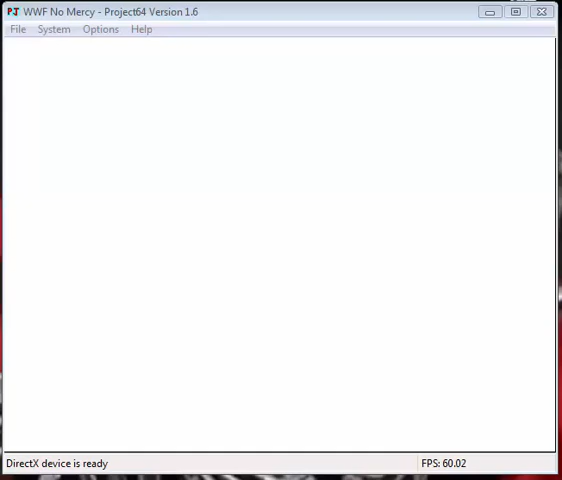 WWF No Mercy - Project64 Version 1.6
File System Options Help
DirectX device is ready FPS: 60.02